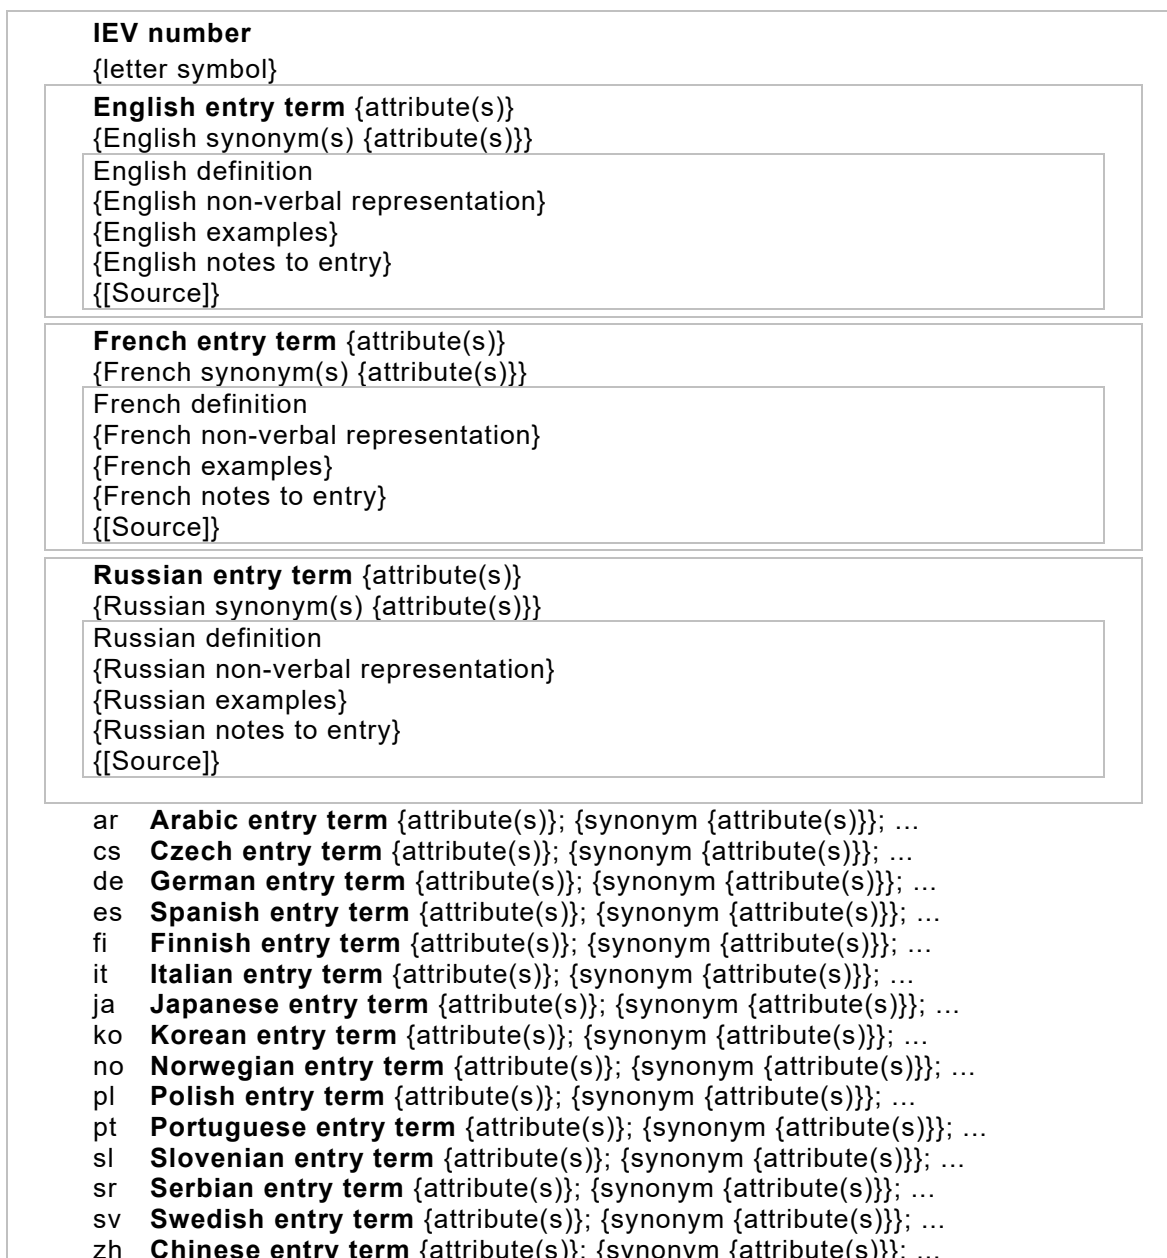 IEV number
{letter symbol}
English entry term {attribute(s)}
{English synonym(s) {attribute(s)}}
English definition
{English non-verbal representation}
{English examples}
{English notes to entry}
{[Source]}
French entry term {attribute(s)}
{French synonym(s) {attribute(s)}}
French definition
{French non-verbal representation}
{French examples}
{French notes to entry}
{[Source]}
Russian entry term {attribute(s)}
{Russian synonym(s) {attribute(s)}}
Russian definition
{Russian non-verbal representation}
{Russian examples}
{Russian notes to entry}
{[Source]}
ar Arabic entry term {attribute(s)}; {synonym {attribute(s)}}; ...
cs Czech entry term {attribute(s)}; {synonym {attribute(s)}}; ...
de German entry term {attribute(s)}; {synonym {attribute(s)}}; ...
es Spanish entry term {attribute(s)}; {synonym {attribute(s)}}; ...
fi Finnish entry term {attribute(s)}; {synonym {attribute(s)}}; ...
it Italian entry term {attribute(s)}; {synonym {attribute(s)}}; ...
ja Japanese entry term {attribute(s)}; {synonym {attribute(s)}}; ...
ko Korean entry term {attribute(s)}; {synonym {attribute(s)}}; ...
no Norwegian entry term {attribute(s)}; {synonym {attribute(s)}}; ...
pl Polish entry term {attribute(s)}; {synonym {attribute(s)}}; ...
pt Portuguese entry term {attribute(s)}; {synonym {attribute(s)}}; ...
sl Slovenian entry term {attribute(s)}; {synonym {attribute(s)}}; ...
sr Serbian entry term {attribute(s)}; {synonym {attribute(s)}}; ...
sv Swedish entry term {attribute(s)}; {synonym {attribute(s)}}; ...
zh Chinese entry term {attribute(s)}; {synonym {attribute(s)}}; ...